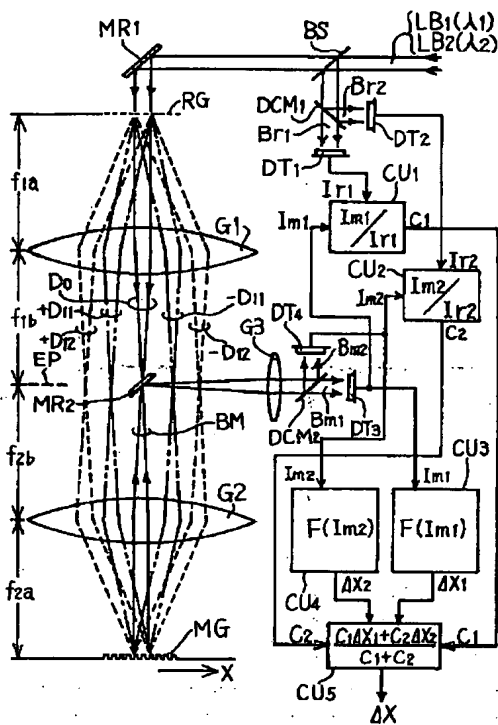 MR1
BS
LB1(λ1)
LB2(λ2)
RG
DCM1
Br2
Br1
DT2
DT1
f1a
Ir1
CU1
Im1
Im1/Ir1
C1
G1
Ir2
CU2
Im2
Im2/Ir2
C2
D0
+D11
-D11
+D12
-D12
DT4
G3
Bm2
f1b
EP
MR2
DCM2
Bm1
DT3
BM
CU3
f2b
Im2
Im1
F(Im2)
F(Im1)
G2
CU4
ΔX2
ΔX1
f2a
MG
C2
C1ΔX1+C2ΔX2
C1+C2
C1
X
CU5
ΔX